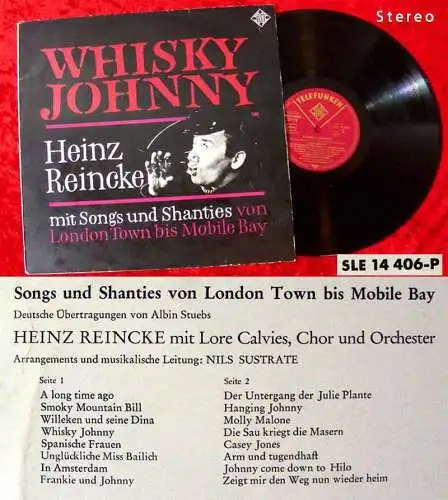 Stereo
WHISKY
JOHNNY
Heinz
Reincke
mit Songs und Shanties von
London Town bis Mobile Bay
TELEFUNKEN
SLE 14 406-P
Songs und Shanties von London Town bis Mobile Bay
Deutsche Übertragungen von Albin Stuebs
HEINZ REINCKE mit Lore Calvies, Chor und Orchester
Arrangements und musikalische Leitung: NILS SUSTRATE
Seite 1
A long time ago
Smoky Mountain Bill
Willeken und seine Dina
Whisky Johnny
Spanische Frauen
Unglückliche Miss Bailich
In Amsterdam
Frankie und Johnny
Seite 2
Der Untergang der Julie Plante
Hanging Johnny
Molly Malone
Die Sau kriegt die Masern
Casey Jones
Arm und tugendhaft
Johnny come down to Hilo
Zeigt mir den Weg nun wieder heim